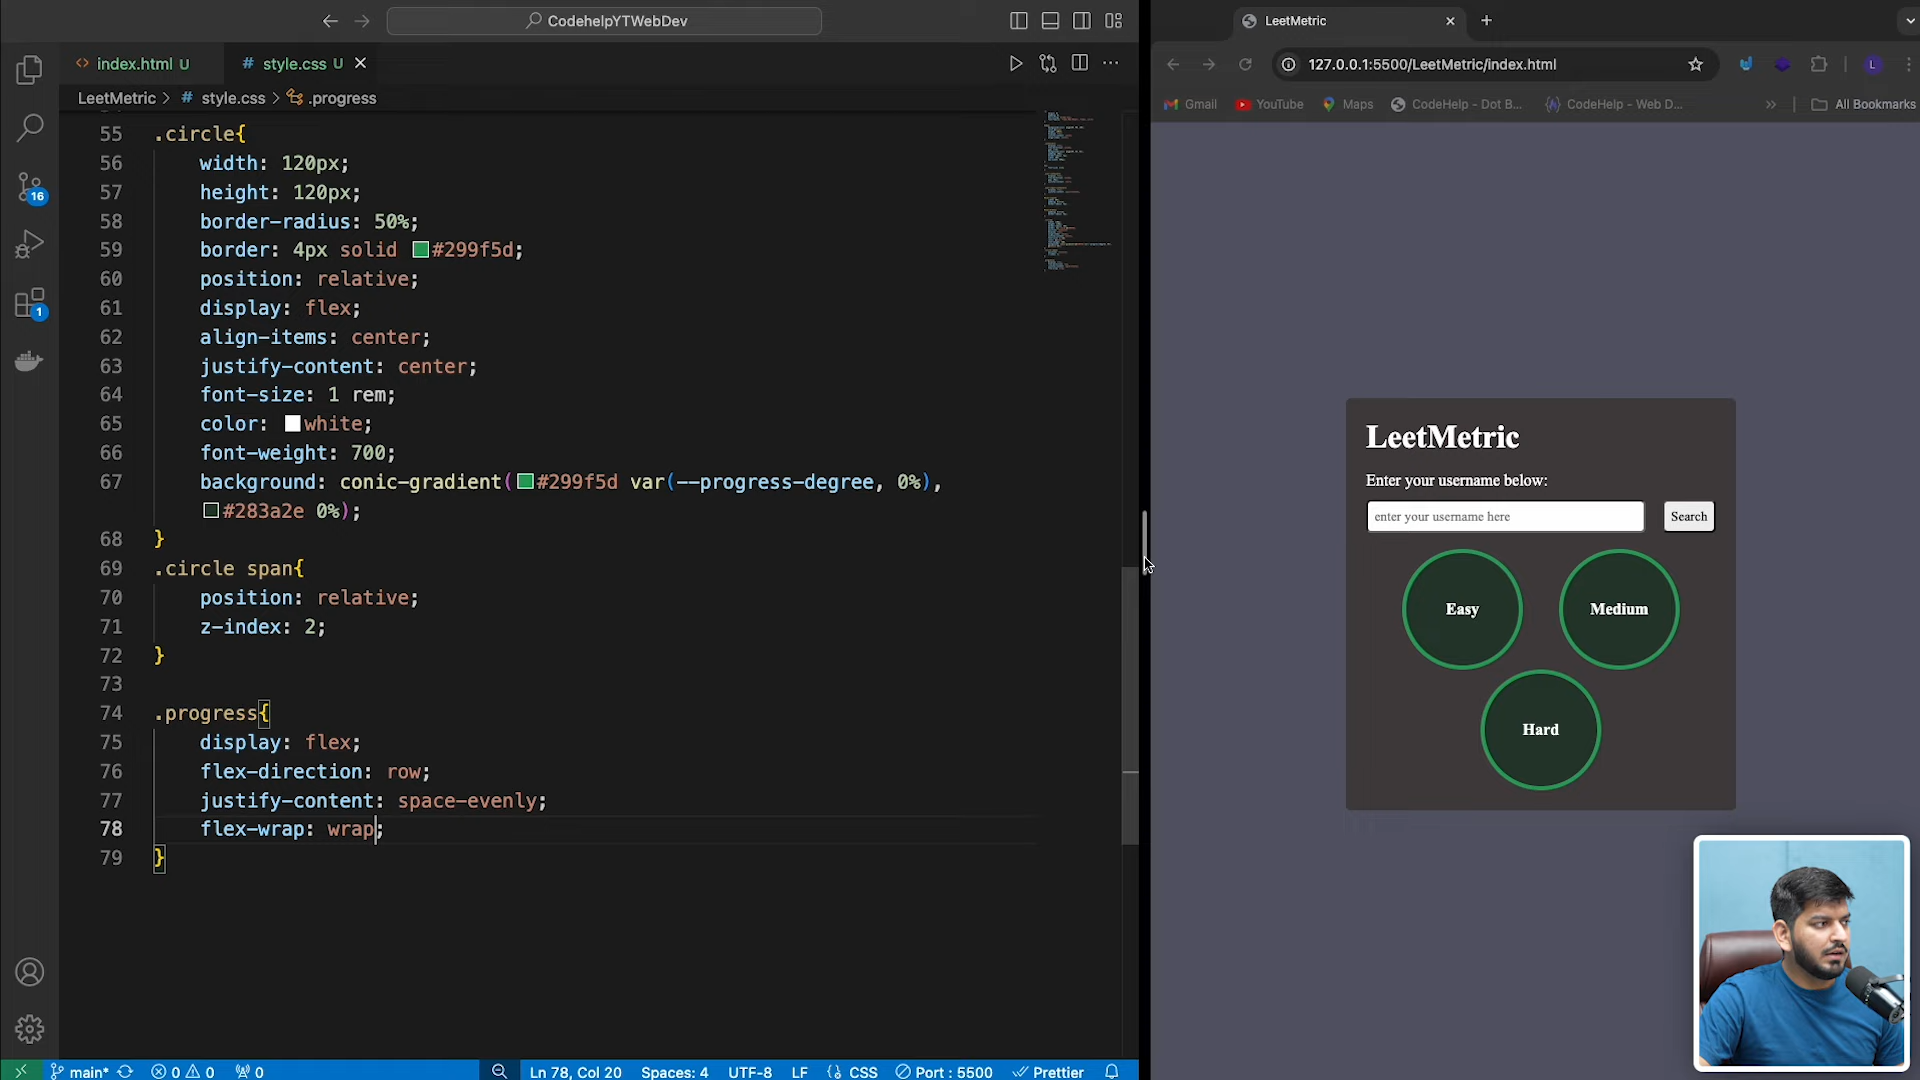 CodehelpYTWebDev
index.html U
# style.css U
LeetMetric > # style.css > .progress
55 .circle{
56 width: 120px;
57 height: 120px;
58 border-radius: 50%;
59 border: 4px solid #299f5d;
60 position: relative;
61 display: flex;
62 align-items: center;
63 justify-content: center;
64 font-size: 1 rem;
65 color: white;
66 font-weight: 700;
67 background: conic-gradient(#299f5d var(--progress-degree, 0%),
#283a2e 0%);
68 }
69 .circle span{
70 position: relative;
71 z-index: 2;
72 }
73
74 .progress{
75 display: flex;
76 flex-direction: row;
77 justify-content: space-evenly;
78 flex-wrap: wrap;
79 }
16
1
main* 0 0 0
Ln 78, Col 20 Spaces: 4 UTF-8 LF {} CSS Port : 5500 Prettier
LeetMetric
127.0.0.1:5500/LeetMetric/index.html
L
Gmail YouTube Maps CodeHelp - Dot B... CodeHelp - Web D... » All Bookmarks
LeetMetric
Enter your username below:
enter your username here
Search
Easy
Medium
Hard